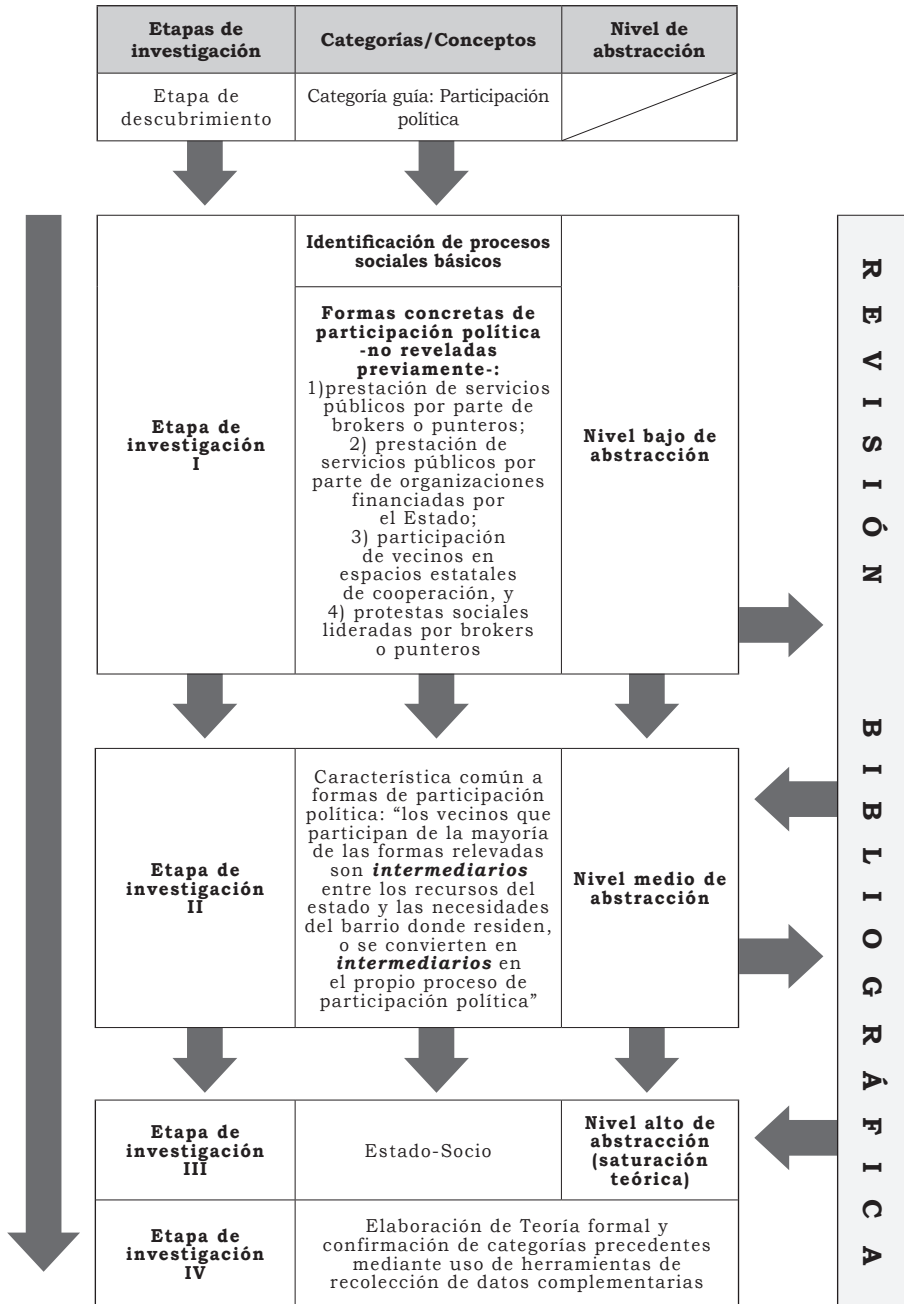 Etapas de
investigación
Categorías/Conceptos
Nivel de
abstracción
Etapa de
descubrimiento
Categoría guía: Participación
política
Identificación de procesos
sociales básicos
Etapa de
investigación
I
Formas concretas de
participación política
-no reveladas
previamente-:
1)prestación de servicios
públicos por parte de
brokers o punteros;
2) prestación de
servicios públicos por
parte de organizaciones
financiadas por
el Estado;
3) participación
de vecinos en
espacios estatales
de cooperación, y
4) protestas sociales
lideradas por brokers
o punteros
Nivel bajo de
abstracción
Etapa de
investigación
II
Característica común a
formas de participación
política: “los vecinos que
participan de la mayoría
de las formas relevadas
son intermediarios
entre los recursos del
estado y las necesidades
del barrio donde residen,
o se convierten en
intermediarios en
el propio proceso de
participación política”
Nivel medio de
abstracción
Etapa de
investigación
III
Estado-Socio
Nivel alto de
abstracción
(saturación
teórica)
Etapa de
investigación
IV
Elaboración de Teoría formal y
confirmación de categorías precedentes
mediante uso de herramientas de
recolección de datos complementarias
REVISIÓN BIBLIOGRÁFICA